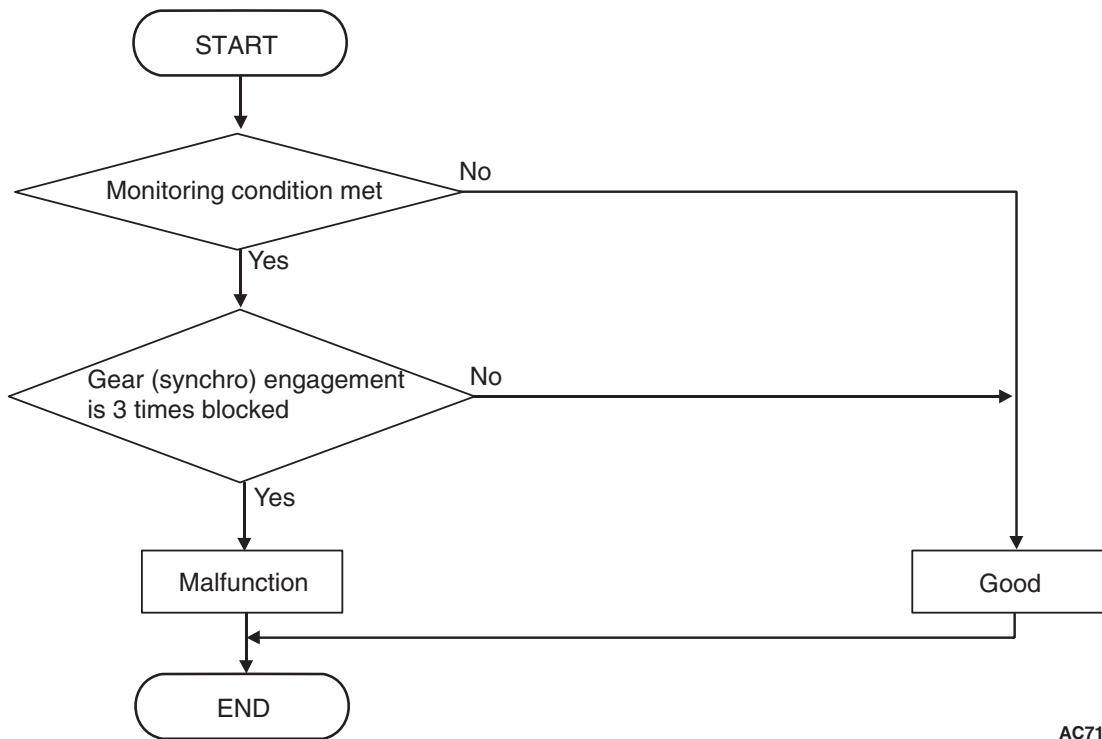 START
Monitoring condition met
No
Yes
Gear (synchro) engagement
is 3 times blocked
No
Yes
Malfunction
Good
END
AC71